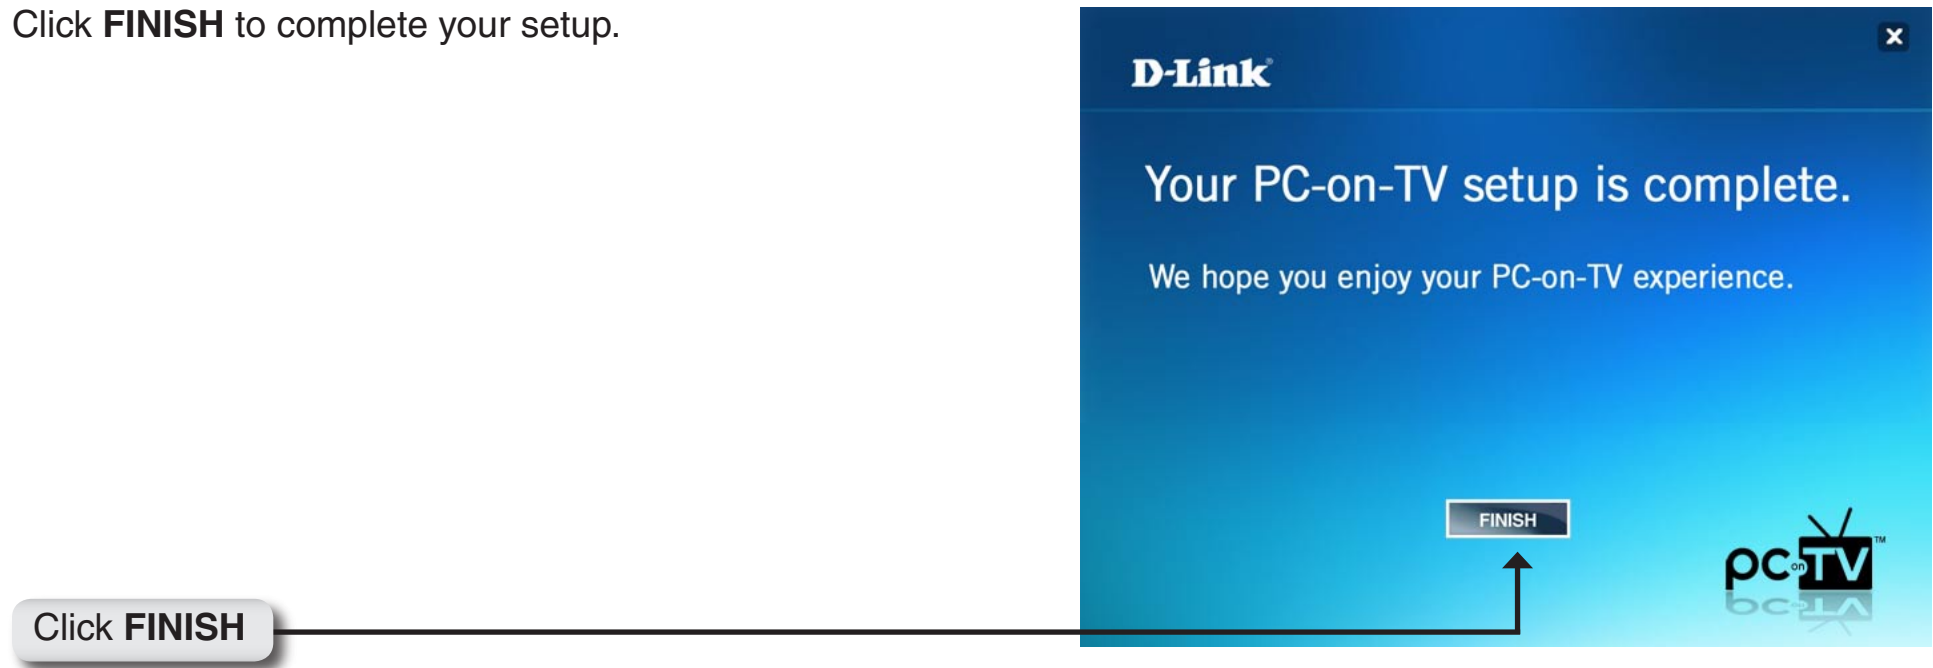 Click FINISH to complete your setup.
D-Link®
Your PC-on-TV setup is complete.
We hope you enjoy your PC-on-TV experience.
FINISH
pc on TV™
Click FINISH